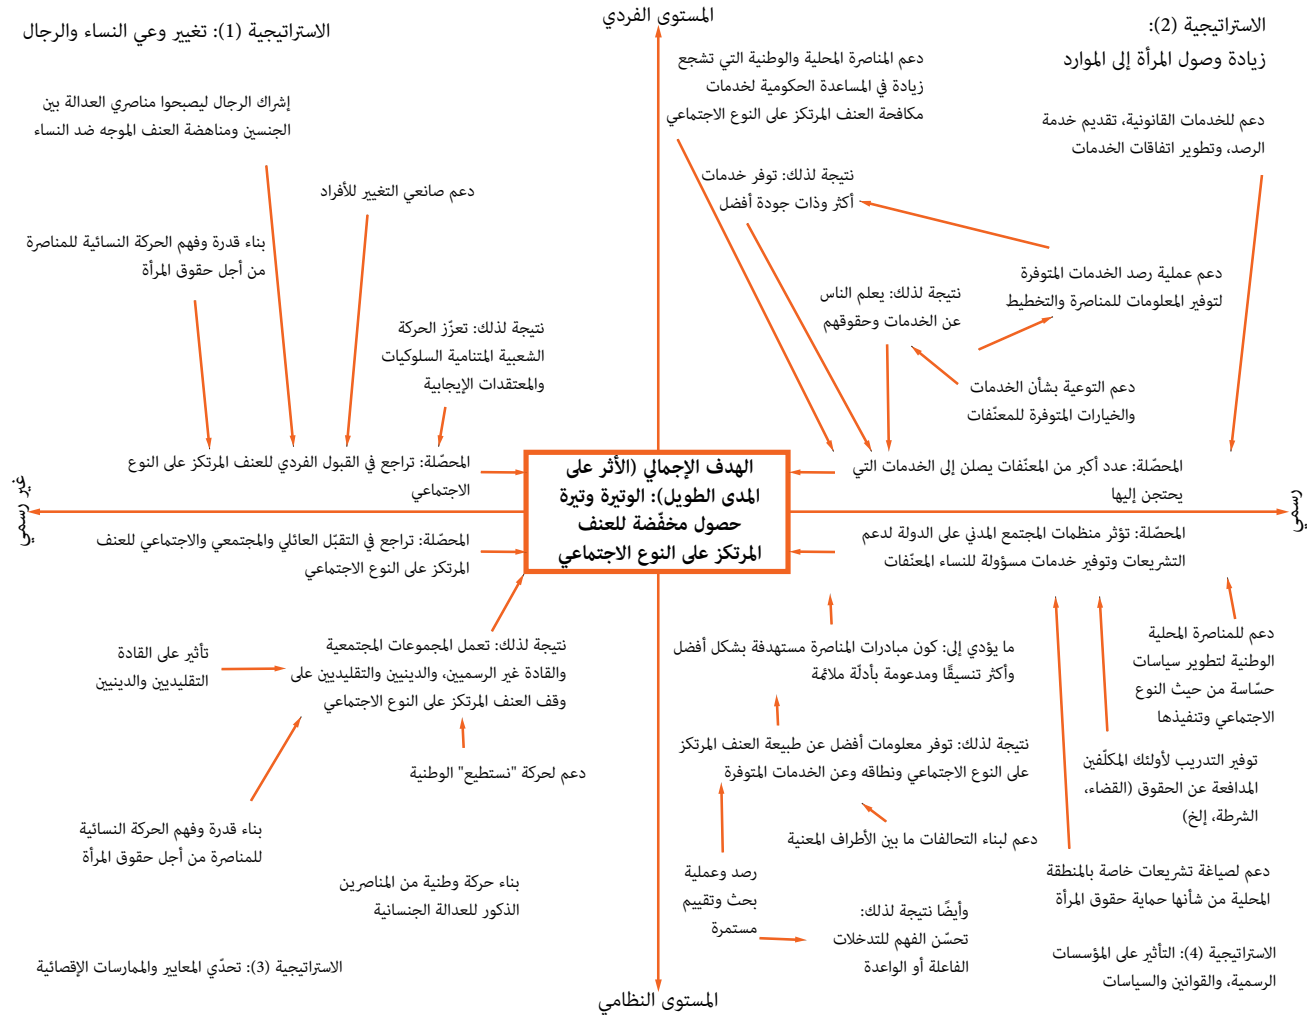 المستوى الفردي
الاستراتيجية (2):
زيادة وصول المرأة إلى الموارد
دعم للخدمات القانونية، تقديم خدمة
الرصد، وتطوير اتفاقات الخدمات
دعم المناصرة المحلية والوطنية التي تشجع
زيادة في المساعدة الحكومية لخدمات
مكافحة العنف المرتكز على النوع الاجتماعي
نتيجة لذلك: توفر خدمات
أكثر وذات جودة أفضل
دعم عملية رصد الخدمات المتوفرة
لتوفير المعلومات للمناصرة والتخطيط
نتيجة لذلك: يعلم الناس
عن الخدمات وحقوقهم
دعم التوعية بشأن الخدمات
والخيارات المتوفرة للمعنّفات
المحصّلة: عدد أكبر من المعنّفات يصلن إلى الخدمات التي
يحتجن إليها
الاستراتيجية (1): تغيير وعي النساء والرجال
إشراك الرجال ليصبحوا مناصري العدالة بين
الجنسين ومناهضة العنف الموجه ضد النساء
دعم صانعي التغيير للأفراد
بناء قدرة وفهم الحركة النسائية للمناصرة
من أجل حقوق المرأة
نتيجة لذلك: تعزّز الحركة
الشعبية المتنامية السلوكيات
والمعتقدات الإيجابية
المحصّلة: تراجع في القبول الفردي للعنف المرتكز على النوع
الاجتماعي
الهدف الإجمالي (الأثر على
المدى الطويل): الوتيرة وتيرة
حصول مخفّضة للعنف
المرتكز على النوع الاجتماعي
رسمي
غير رسمي
المحصّلة: تؤثر منظمات المجتمع المدني على الدولة لدعم
التشريعات وتوفير خدمات مسؤولة للنساء المعنّفات
دعم للمناصرة المحلية
الوطنية لتطوير سياسات
حسّاسة من حيث النوع
الاجتماعي وتنفيذها
ما يؤدي إلى: كون مبادرات المناصرة مستهدفة بشكل أفضل
وأكثر تنسيقًا ومدعومة بأدلّة ملائمة
نتيجة لذلك: توفر معلومات أفضل عن طبيعة العنف المرتكز
على النوع الاجتماعي ونطاقه وعن الخدمات المتوفرة
توفير التدريب لأولئك المكلّفين
المدافعة عن الحقوق (القضاء،
الشرطة، إلخ)
دعم لبناء التحالفات ما بين الأطراف المعنية
دعم لصياغة تشريعات خاصة بالمنطقة
المحلية من شأنها حماية حقوق المرأة
رصد وعملية
بحث وتقييم
مستمرة
وأيضًا نتيجة لذلك:
تحسّن الفهم للتدخلات
الفاعلة أو الواعدة
الاستراتيجية (4): التأثير على المؤسسات
الرسمية، والقوانين والسياسات
المحصّلة: تراجع في التقبّل العائلي والمجتمعي والاجتماعي للعنف
المرتكز على النوع الاجتماعي
نتيجة لذلك: تعمل المجموعات المجتمعية
والقادة غير الرسميين، والدينيين والتقليديين على
وقف العنف المرتكز على النوع الاجتماعي
تأثير على القادة
التقليديين والدينيين
دعم لحركة "نستطيع" الوطنية
بناء قدرة وفهم الحركة النسائية
للمناصرة من أجل حقوق المرأة
بناء حركة وطنية من المناصرين
الذكور للعدالة الجنسانية
الاستراتيجية (3): تحدّي المعايير والممارسات الإقصائية
المستوى النظامي